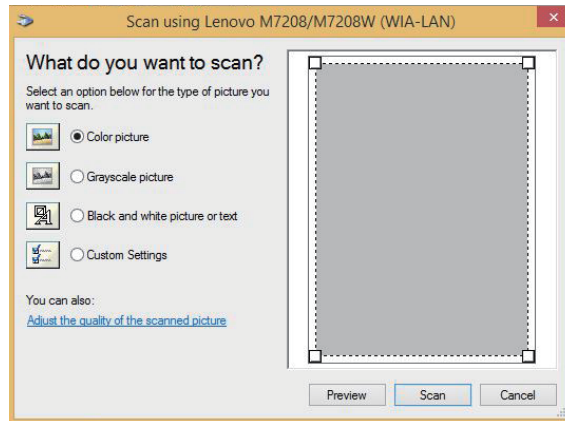 Scan using Lenovo M7208/M7208W (WIA-LAN)
What do you want to scan?
Select an option below for the type of picture you
want to scan.
Color picture
Grayscale picture
Black and white picture or text
Custom Settings
You can also:
Adjust the quality of the scanned picture
Preview
Scan
Cancel